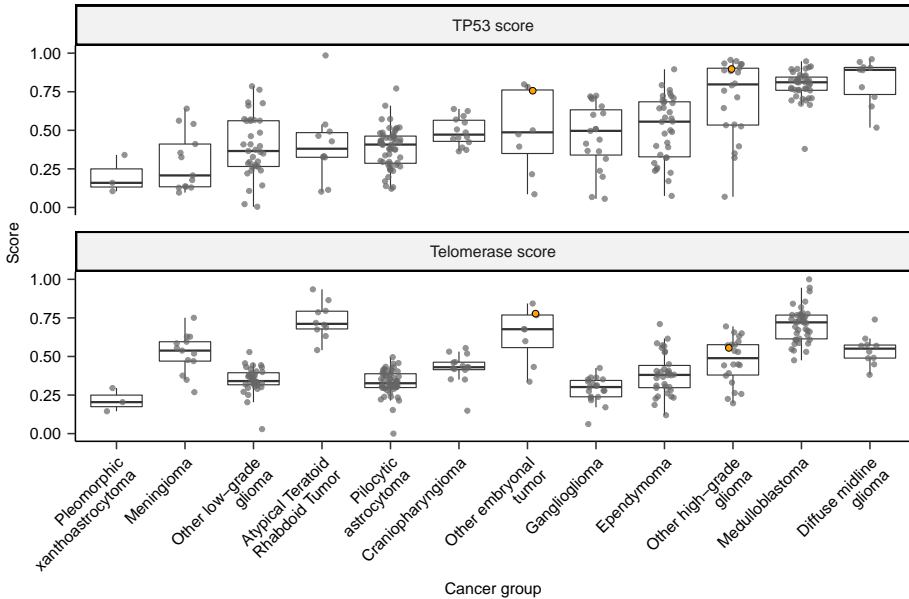 TP53 score
1.00
0.75
0.50
0.25
0.00
Score
Telomerase score
1.00
0.75
0.50
0.25
0.00
Pleomorphic
xanthoastrocytoma
Meningioma
Other low−grade
glioma
Atypical Teratoid
Rhabdoid Tumor
Pilocytic
astrocytoma
Craniopharyngioma
Other embryonal
tumor
Ganglioglioma
Ependymoma
Other high−grade
glioma
Medulloblastoma
Diffuse midline
glioma
Cancer group